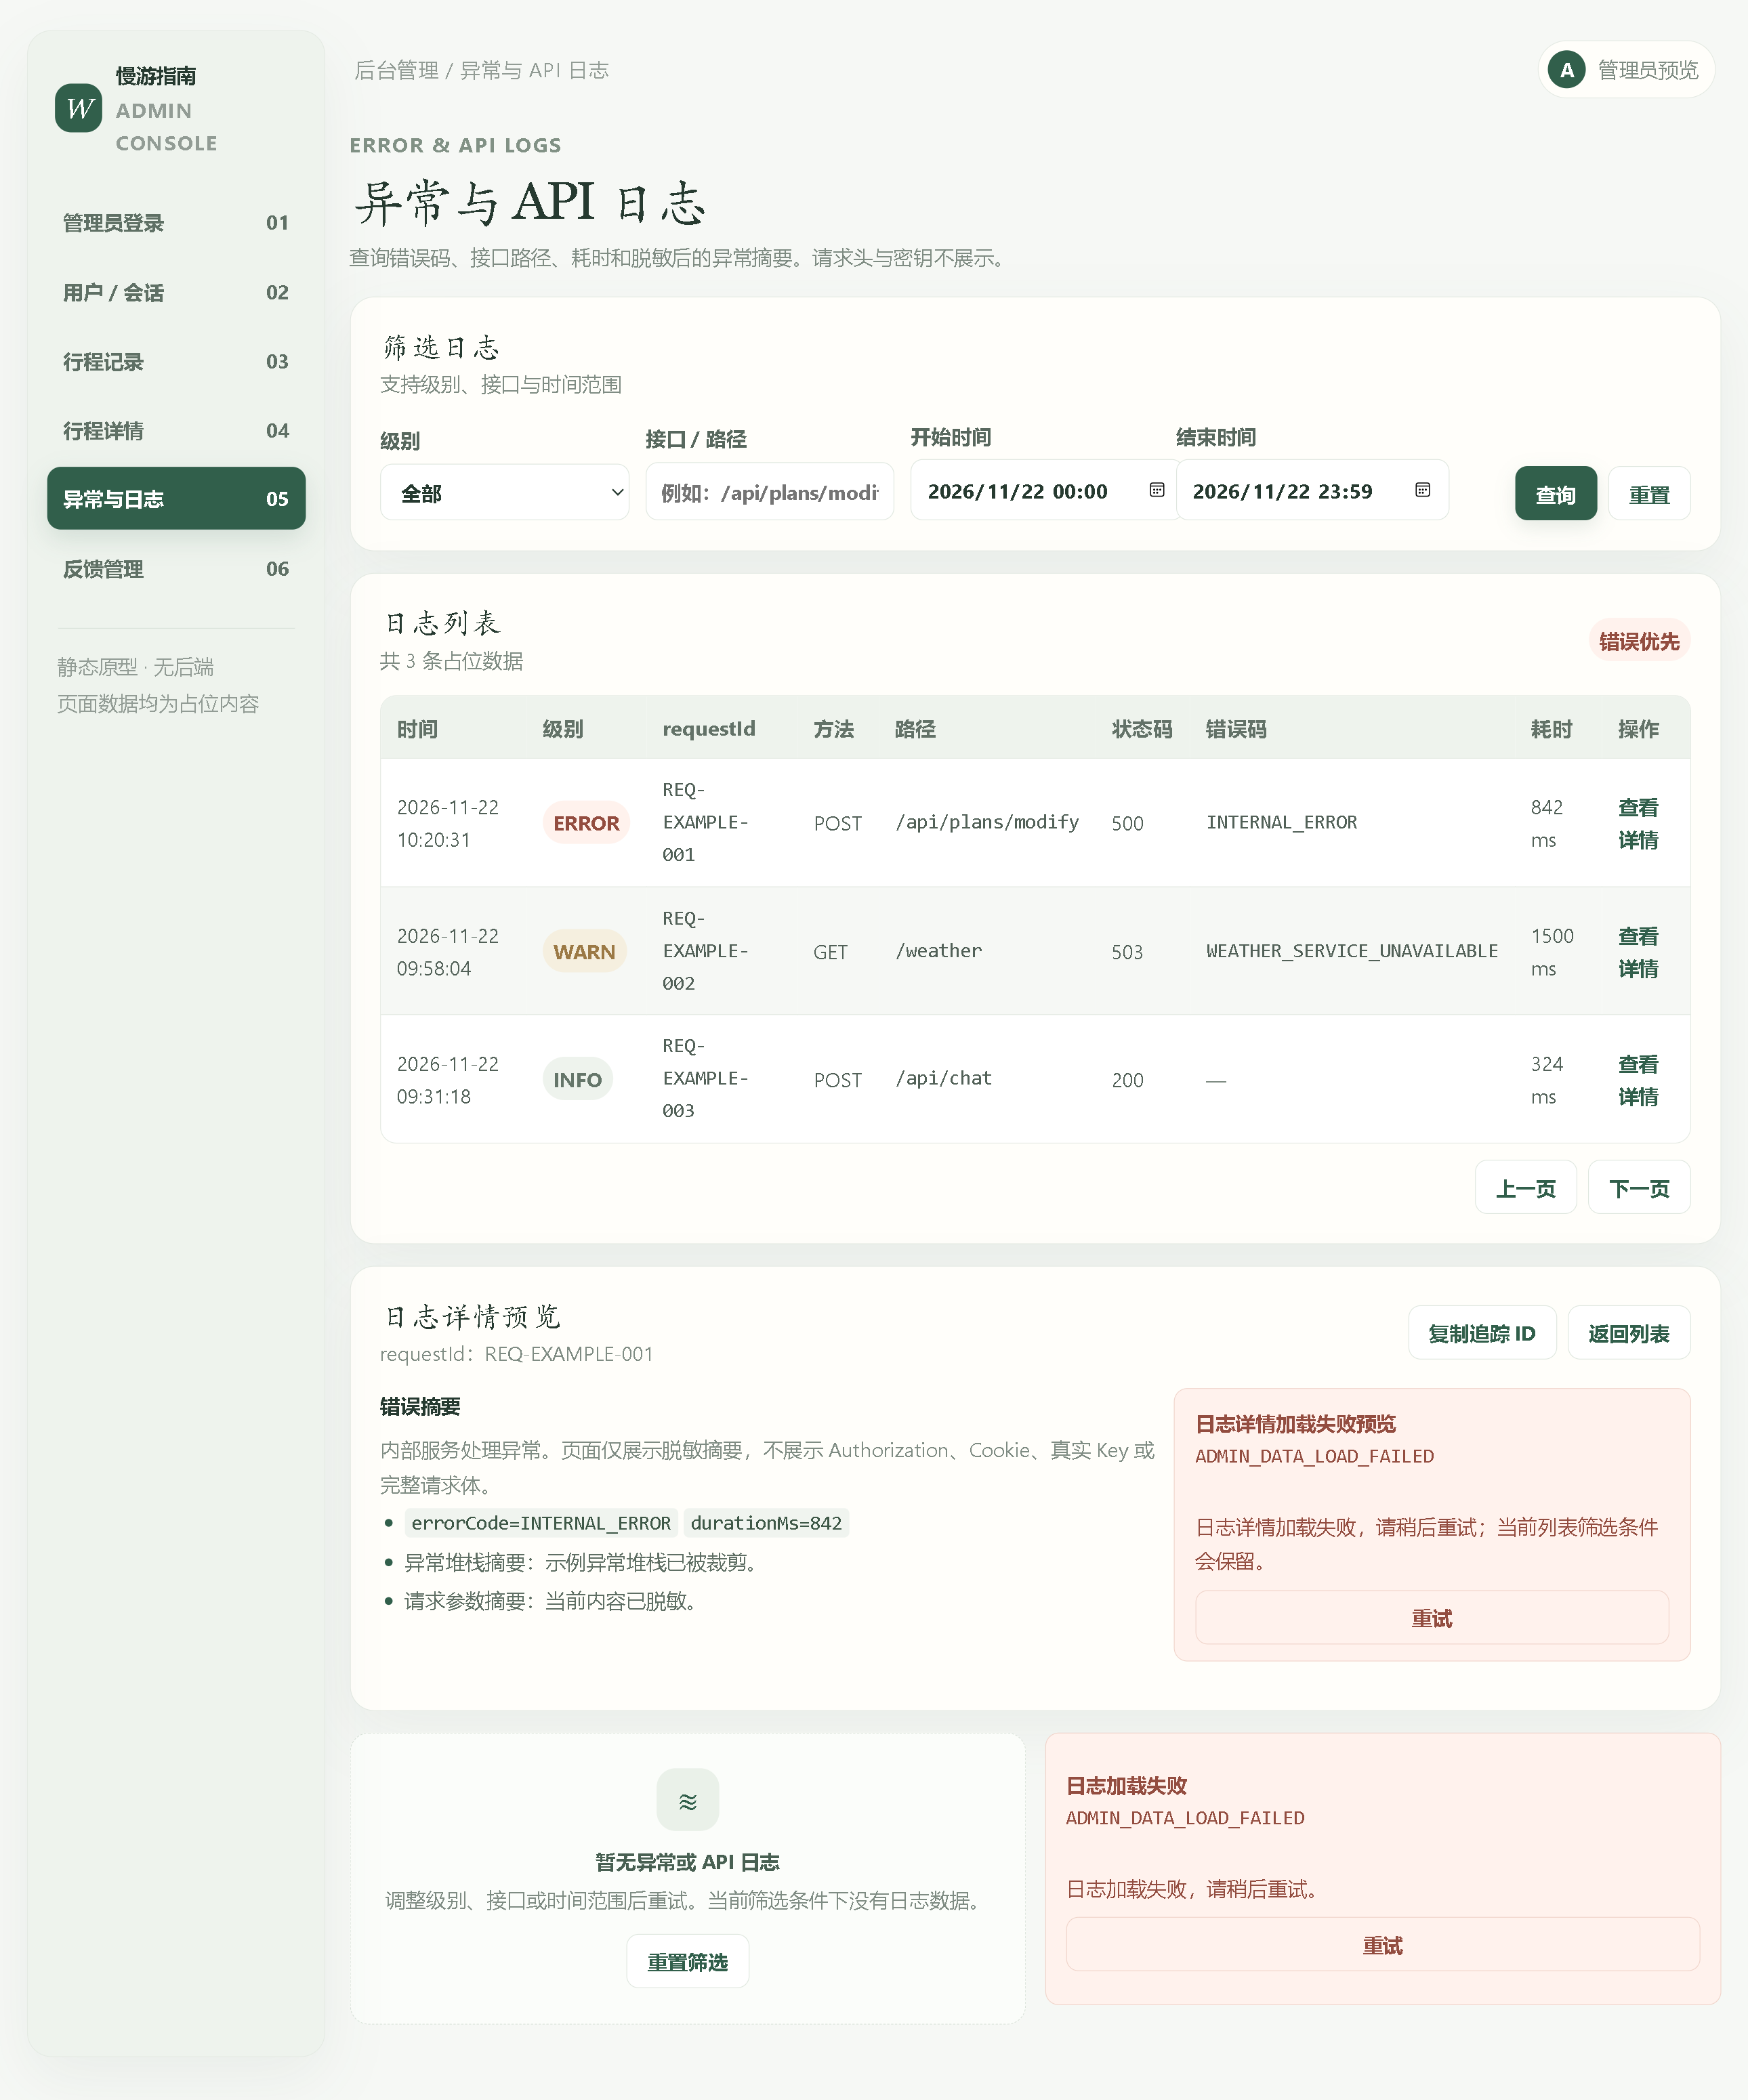 W
慢游指南
ADMIN
CONSOLE
管理员登录 01
用户 / 会话 02
行程记录 03
行程详情 04
异常与日志 05
反馈管理 06
静态原型 · 无后端
页面数据均为占位内容
后台管理 / 异常与 API 日志
A 管理员预览
ERROR & API LOGS
异常与 API 日志
查询错误码、接口路径、耗时和脱敏后的异常摘要。请求头与密钥不展示。
筛选日志
支持级别、接口与时间范围
级别 接口 / 路径 开始时间 结束时间
全部 例如：/api/plans/modi 2026/11/22 00:00 2026/11/22 23:59 查询 重置
日志列表
共 3 条占位数据
错误优先
时间 级别 requestId 方法 路径 状态码 错误码 耗时 操作
2026-11-22 10:20:31 ERROR REQ-EXAMPLE-001 POST /api/plans/modify 500 INTERNAL_ERROR 842 ms 查看详情
2026-11-22 09:58:04 WARN REQ-EXAMPLE-002 GET /weather 503 WEATHER_SERVICE_UNAVAILABLE 1500 ms 查看详情
2026-11-22 09:31:18 INFO REQ-EXAMPLE-003 POST /api/chat 200 — 324 ms 查看详情
上一页 下一页
日志详情预览
requestId：REQ-EXAMPLE-001
复制追踪 ID 返回列表
错误摘要
内部服务处理异常。页面仅展示脱敏摘要，不展示 Authorization、Cookie、真实 Key 或
完整请求体。
errorCode=INTERNAL_ERROR durationMs=842
异常堆栈摘要：示例异常堆栈已被裁剪。
请求参数摘要：当前内容已脱敏。
日志详情加载失败预览
ADMIN_DATA_LOAD_FAILED
日志详情加载失败，请稍后重试；当前列表筛选条件
会保留。
重试
≋
暂无异常或 API 日志
调整级别、接口或时间范围后重试。当前筛选条件下没有日志数据。
重置筛选
日志加载失败
ADMIN_DATA_LOAD_FAILED
日志加载失败，请稍后重试。
重试